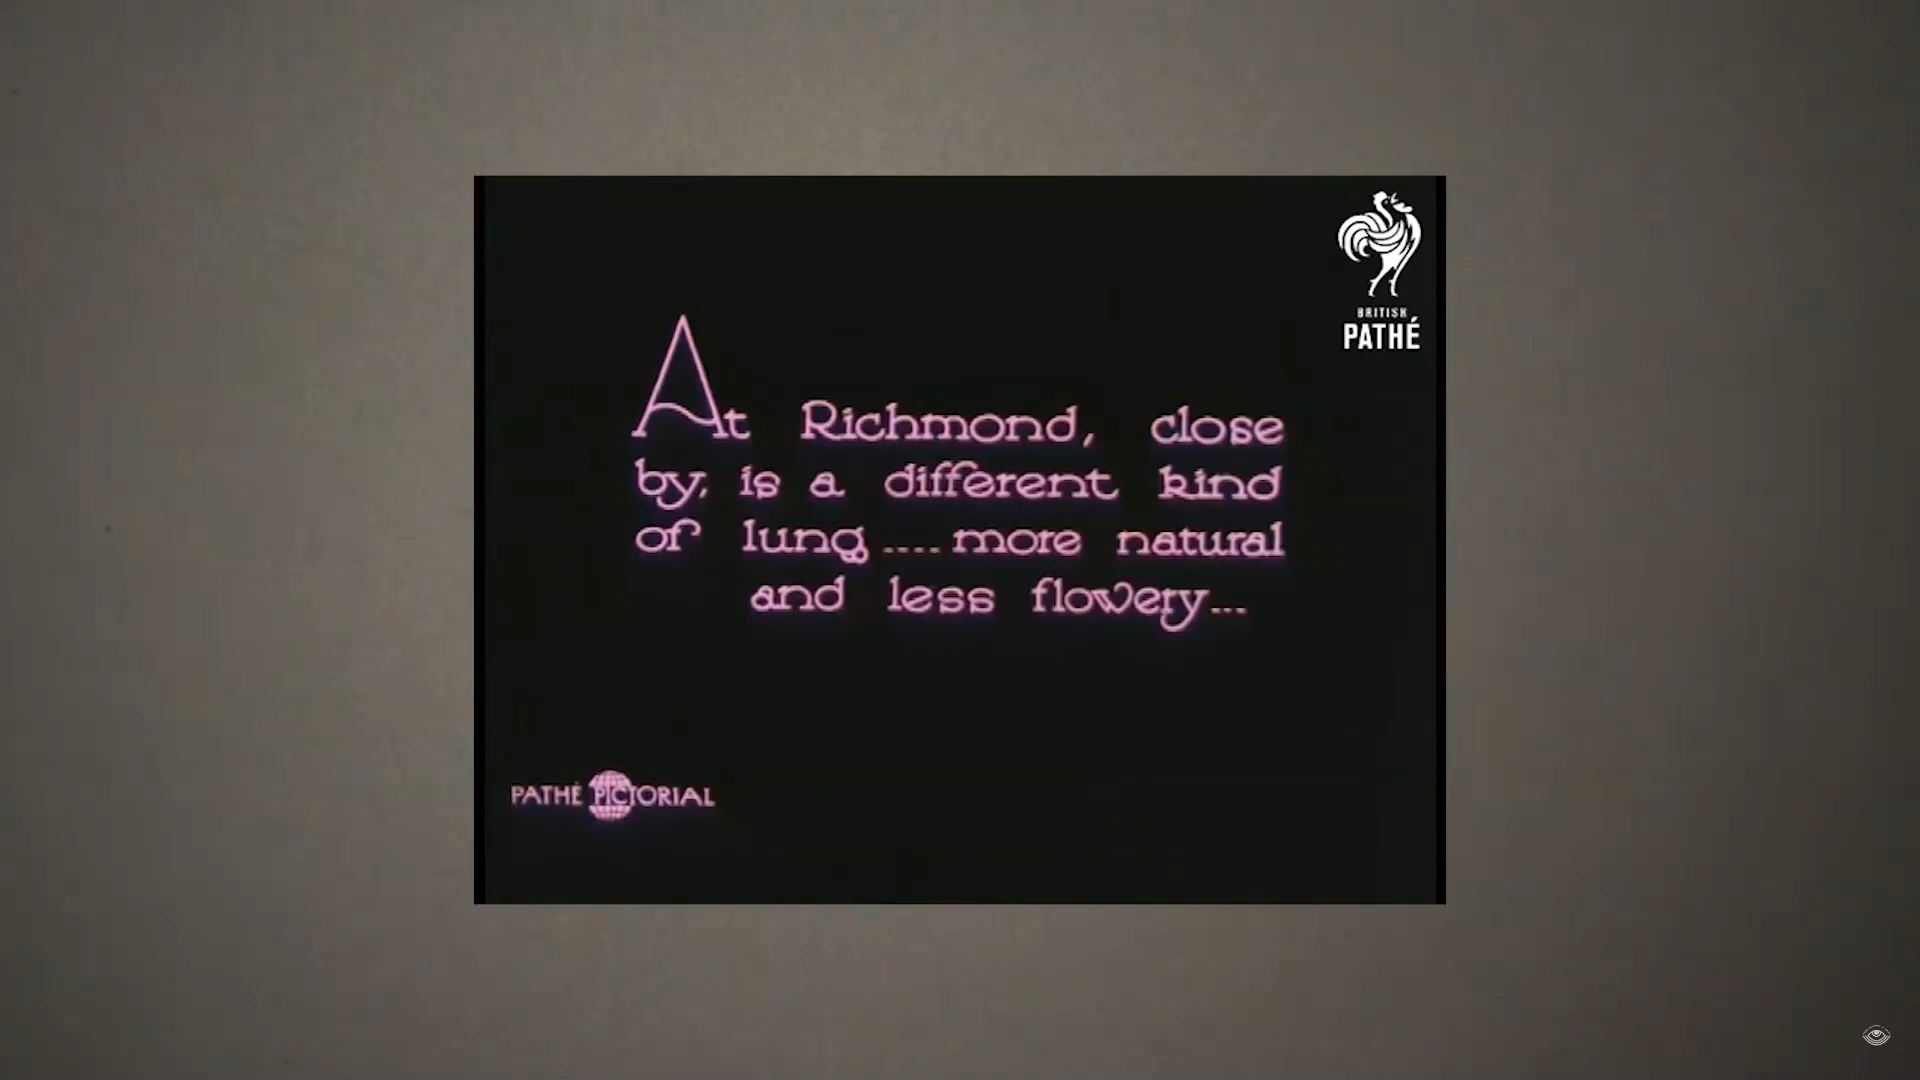 BRITISH
PATHÉ
At Richmond, close
by, is a different kind
of lung .... more natural
and less flowery...
PATHÉ PICTORIAL